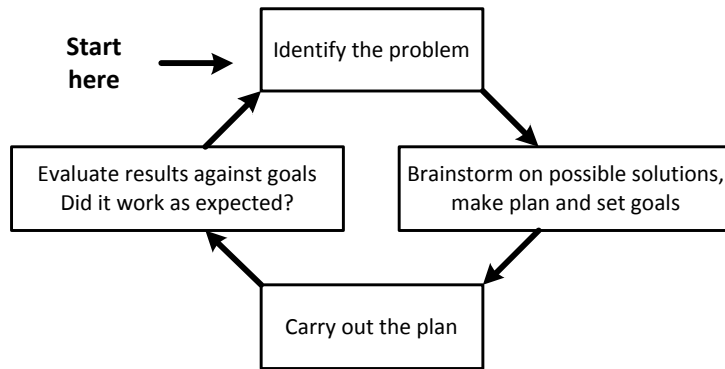 Start
here
Identify the problem
Brainstorm on possible solutions,
make plan and set goals
Carry out the plan
Evaluate results against goals
Did it work as expected?